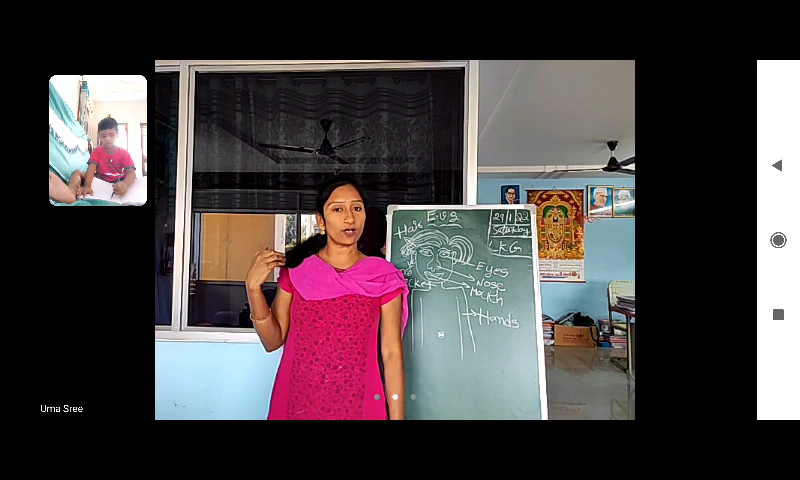 E.V.S
29 1 22
Saturday
LKG
Hair
Eyes
Nose
Mouth
Hands
Uma Sree